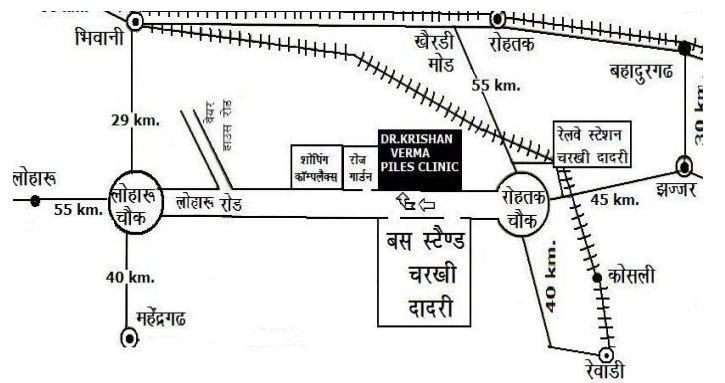 भिवानी
खैरडी
मोड
रोहतक
बहादुरगढ
55 km.
30 km.
29 km.
वेयर
हाउस रोड
शॉपिंग
कॉम्पलैक्स
रोज
गार्डन
DR.KRISHAN
VERMA
PILES CLINIC
रेलवे स्टेशन
चरखी दादरी
लोहारू
55 km.
लोहारू
चौक
लोहारू रोड
रोहतक
चौक
45 km.
झज्जर
बस स्टैण्ड
चरखी
दादरी
40 km.
40 km.
कोसली
महेंद्रगढ
रेवाडी